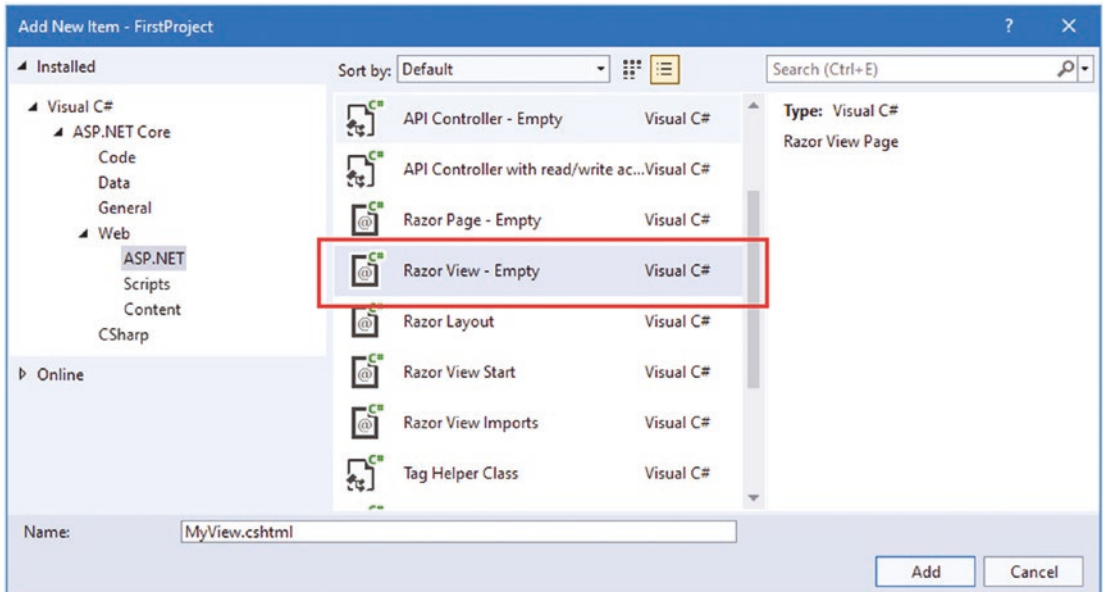 Add New Item - FirstProject
?
Installed
Sort by: Default
Search (Ctrl+E)
Visual C#
ASP.NET Core
Code
Data
General
Web
ASP.NET
Scripts
Content
CSharp
Online
C#
API Controller - Empty Visual C#
C#
API Controller with read/write ac...Visual C#
C#
@
Razor Page - Empty Visual C#
C#
@
Razor View - Empty Visual C#
C#
@
Razor Layout Visual C#
C#
@
Razor View Start Visual C#
C#
@
Razor View Imports Visual C#
C#
Tag Helper Class Visual C#
C#
Type: Visual C#
Razor View Page
Name: MyView.cshtml
Add Cancel